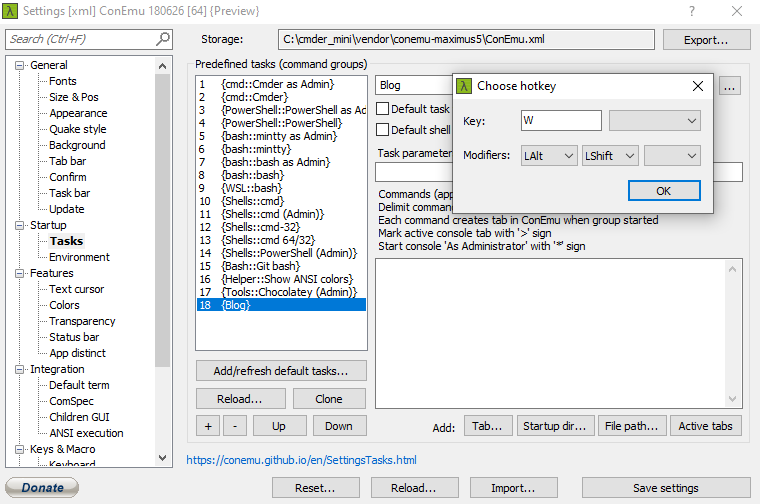 Settings [xml] ConEmu 180626 [64] {Preview}
Search (Ctrl+F)
Storage:
C:\cmder_mini\vendor\conemu-maximus5\ConEmu.xml
Export...
General
Fonts
Size & Pos
Appearance
Quake style
Background
Tab bar
Confirm
Task bar
Update
Startup
Tasks
Environment
Features
Text cursor
Colors
Transparency
Status bar
App distinct
Integration
Default term
ComSpec
Children GUI
ANSI execution
Keys & Macro
Keyboard
Predefined tasks (command groups)
1 {cmd::Cmder as Admin}
2 {cmd::Cmder}
3 {PowerShell::PowerShell as Ad
4 {PowerShell::PowerShell}
5 {bash::mintty as Admin}
6 {bash::mintty}
7 {bash::bash as Admin}
8 {bash::bash}
9 {WSL::bash}
10 {Shells::cmd}
11 {Shells::cmd (Admin)}
12 {Shells::cmd-32}
13 {Shells::cmd 64/32}
14 {Shells::PowerShell (Admin)}
15 {Bash::Git bash}
16 {Helper::Show ANSI colors}
17 {Tools::Chocolatey (Admin)}
18 {Blog}
Add/refresh default tasks...
Reload...
Clone
+
-
Up
Down
Blog
...
Default task
Default shell
Task parameter
Choose hotkey
Key:
W
Modifiers:
LAlt
LShift
OK
Commands (app
Delimit comman
Each command creates tab in ConEmu when group started
Mark active console tab with '>' sign
Start console 'As Administrator' with '*' sign
Add:
Tab...
Startup dir...
File path...
Active tabs
https://conemu.github.io/en/SettingsTasks.html
Donate
Reset...
Reload...
Import...
Save settings